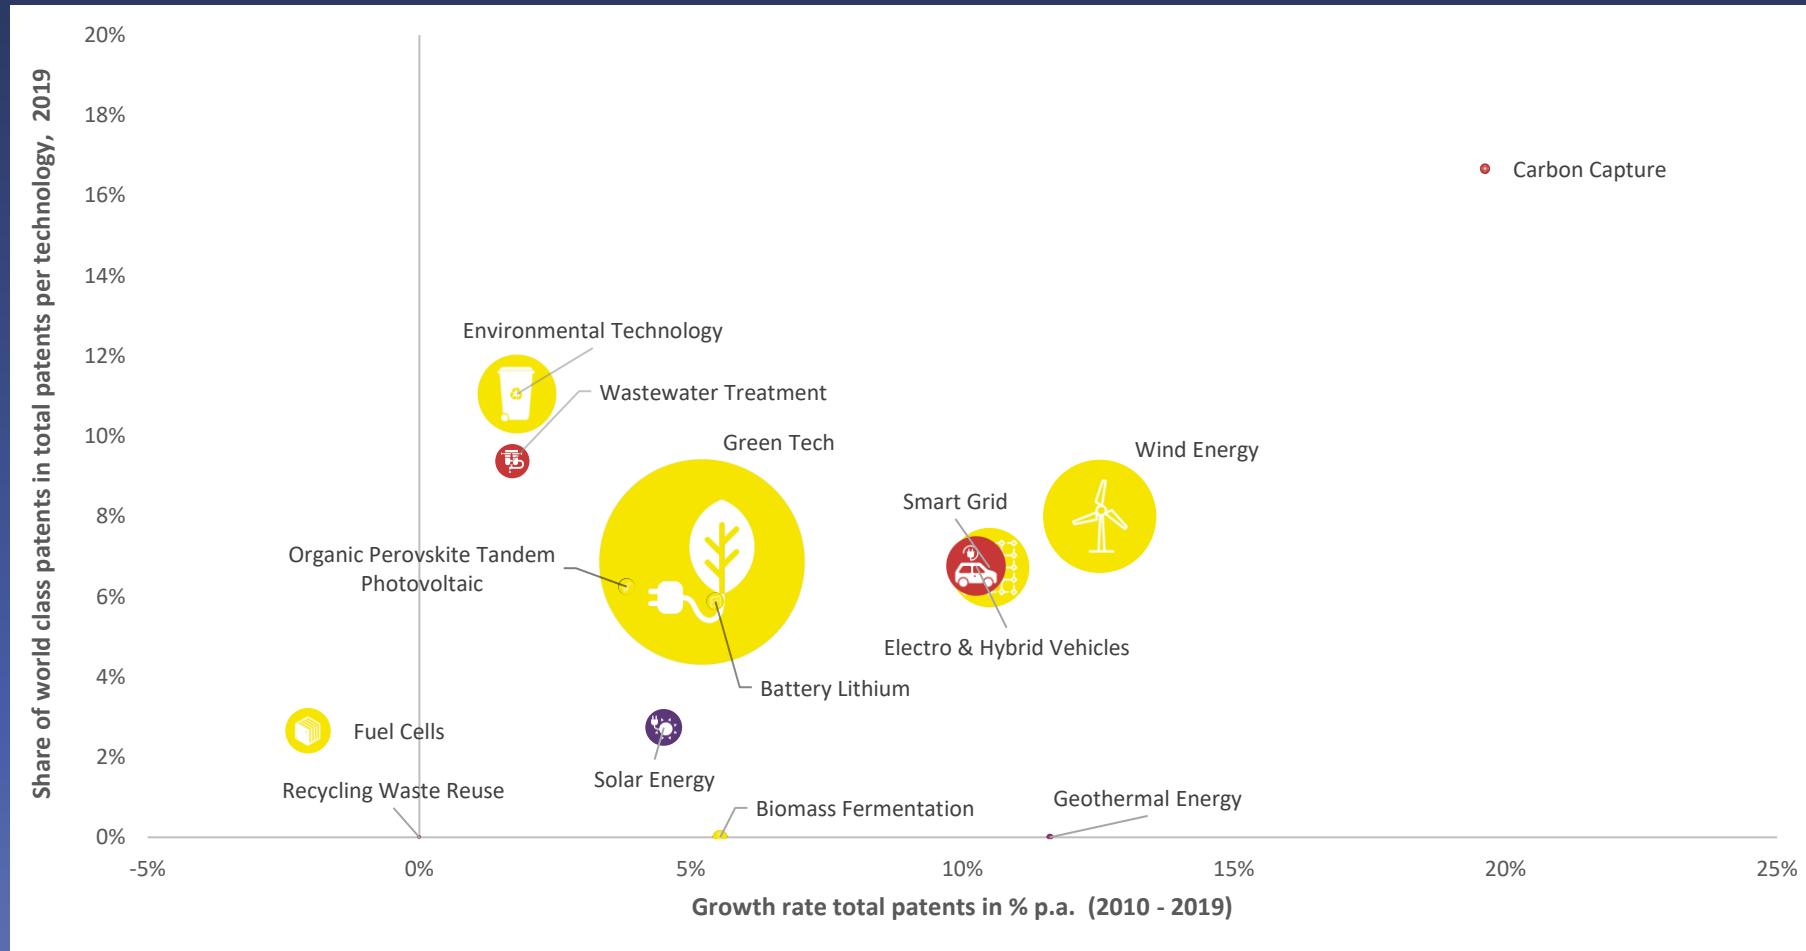 Share of world class patents in total patents per technology, 2019
20%
18%
16%
14%
12%
10%
8%
6%
4%
2%
0%
Carbon Capture
Environmental Technology
Wastewater Treatment
Green Tech
Wind Energy
Smart Grid
Organic Perovskite Tandem
Photovoltaic
Electro & Hybrid Vehicles
Battery Lithium
Fuel Cells
Solar Energy
Recycling Waste Reuse
Biomass Fermentation
Geothermal Energy
-5%
0%
5%
10%
15%
20%
25%
Growth rate total patents in % p.a. (2010 - 2019)